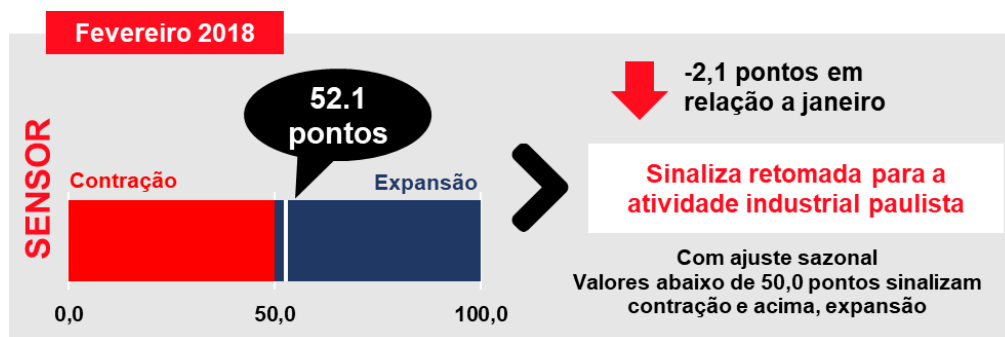 Fevereiro 2018
SENSOR
52.1
pontos
Contração
Expansão
0,0
50,0
100,0
-2,1 pontos em
relação a janeiro
Sinaliza retomada para a
atividade industrial paulista
Com ajuste sazonal
Valores abaixo de 50,0 pontos sinalizam
contração e acima, expansão